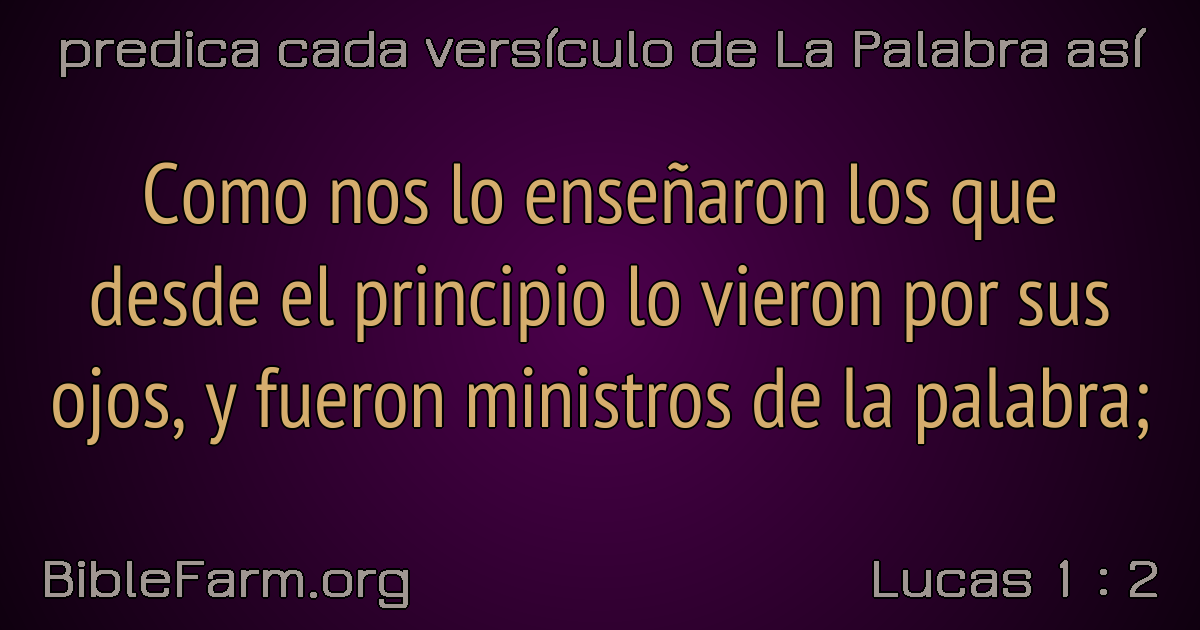 predica cada versículo de La Palabra así
Como nos lo enseñaron los que
desde el principio lo vieron por sus
ojos, y fueron ministros de la palabra;
BibleFarm.org
Lucas 1 : 2